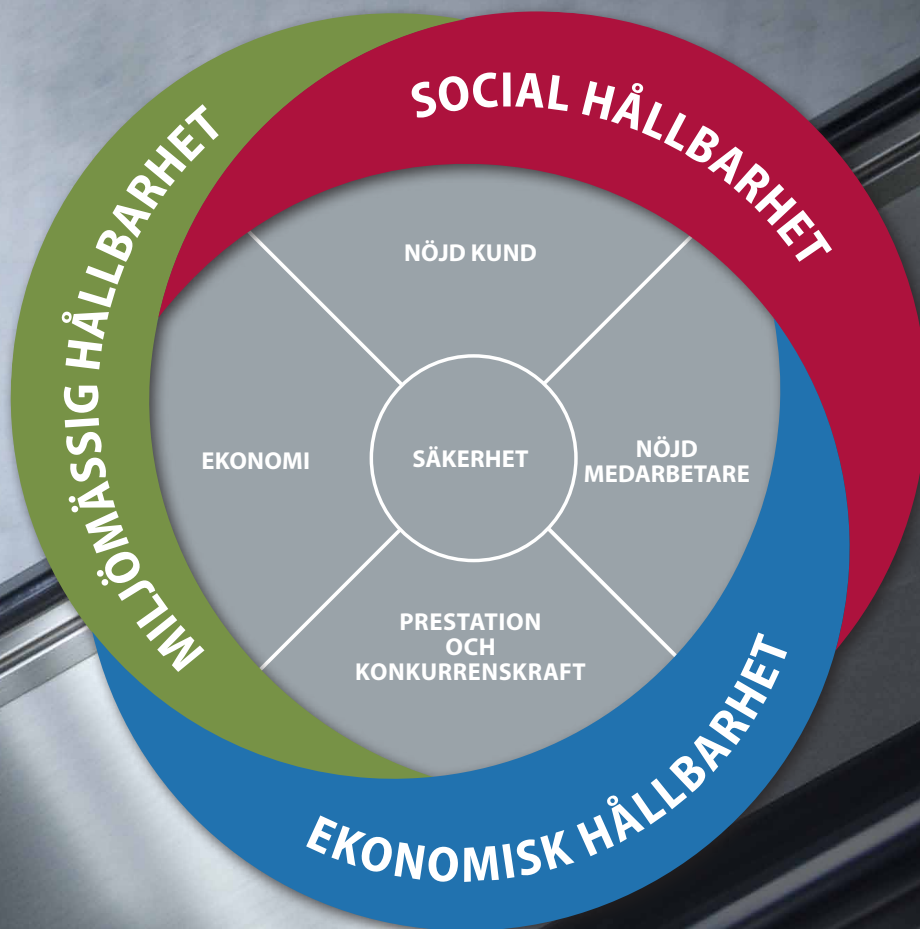 SOCIAL HÅLLBARHET
MILJÖMÄSSIG HÅLLBARHET
NÖJD KUND
EKONOMI
SÄKERHET
NÖJD
MEDARBETARE
PRESTATION
OCH
KONKURRENSKRAFT
EKONOMISK HÅLLBARHET